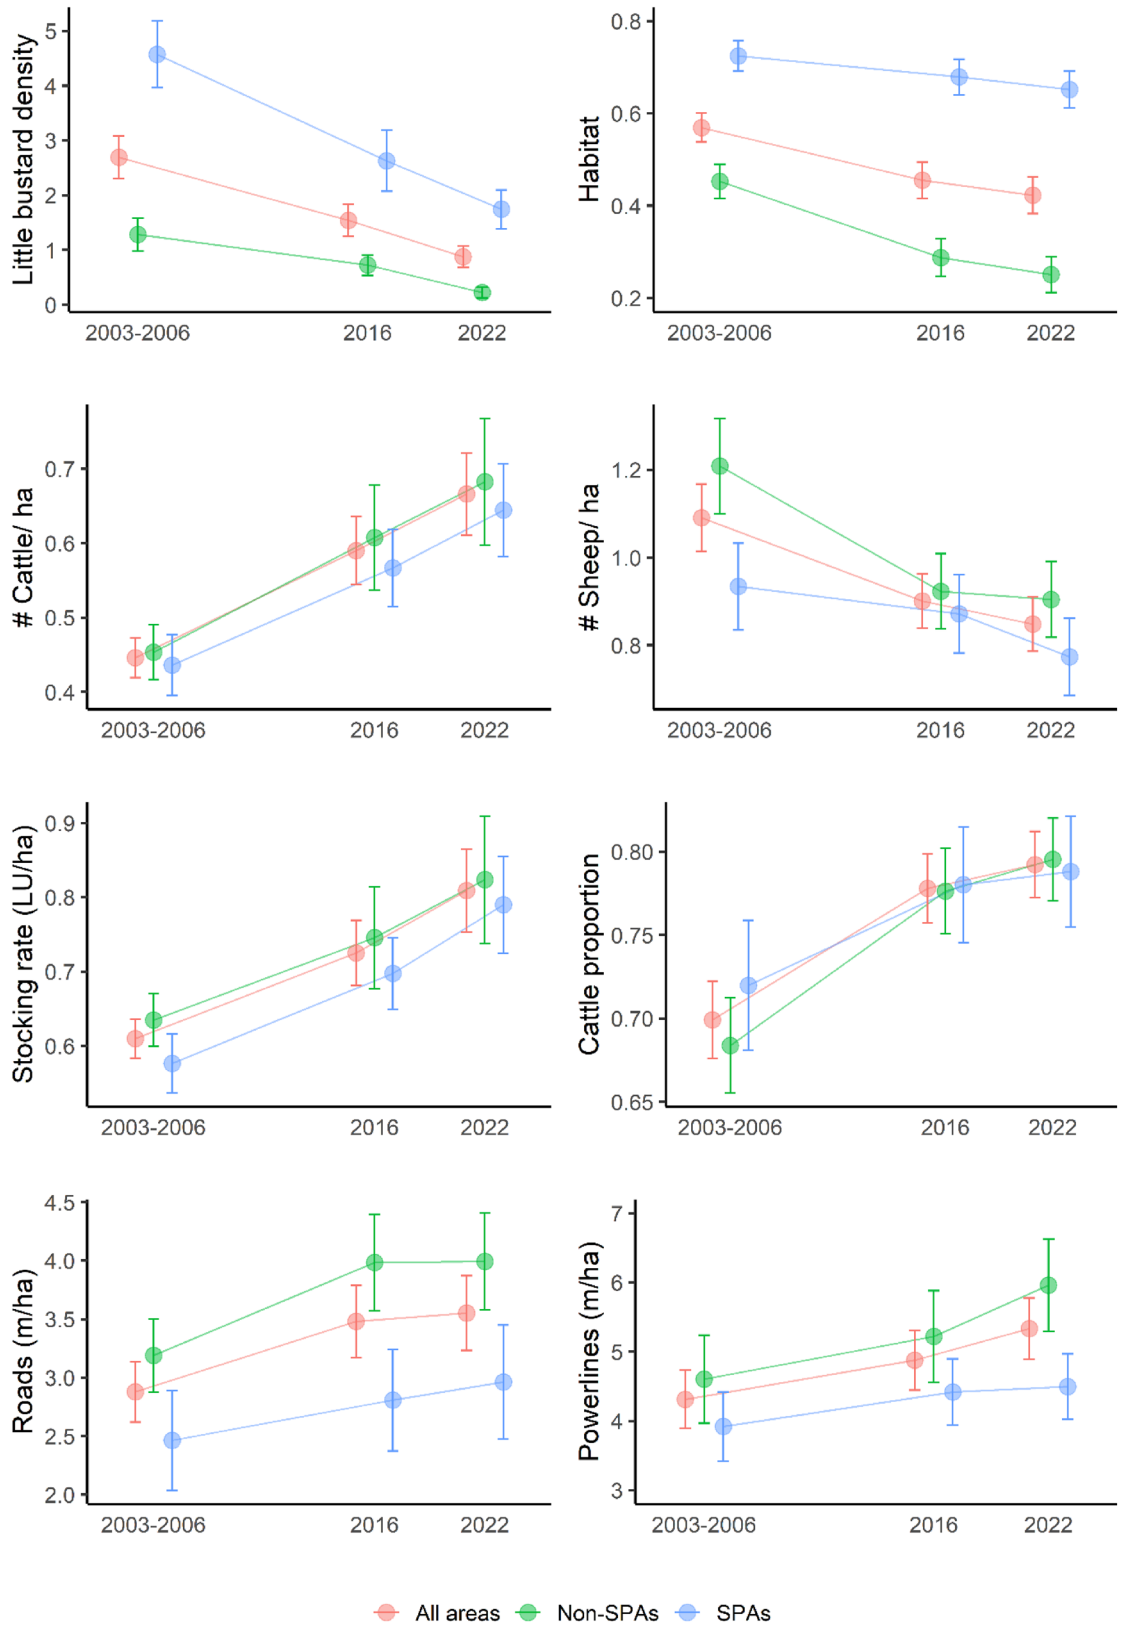 Little bustard density
5
4
3
2
1
0
2003-2006 2016 2022
Habitat
0.8
0.6
0.4
0.2
2003-2006 2016 2022
# Cattle/ ha
0.7
0.6
0.5
0.4
2003-2006 2016 2022
# Sheep/ ha
1.2
1.0
0.8
2003-2006 2016 2022
Stocking rate (LU/ha)
0.9
0.8
0.7
0.6
2003-2006 2016 2022
Cattle proportion
0.80
0.75
0.70
0.65
2003-2006 2016 2022
Roads (m/ha)
4.5
4.0
3.5
3.0
2.5
2.0
2003-2006 2016 2022
Powerlines (m/ha)
7
6
5
4
3
2003-2006 2016 2022
All areas Non-SPAs SPAs